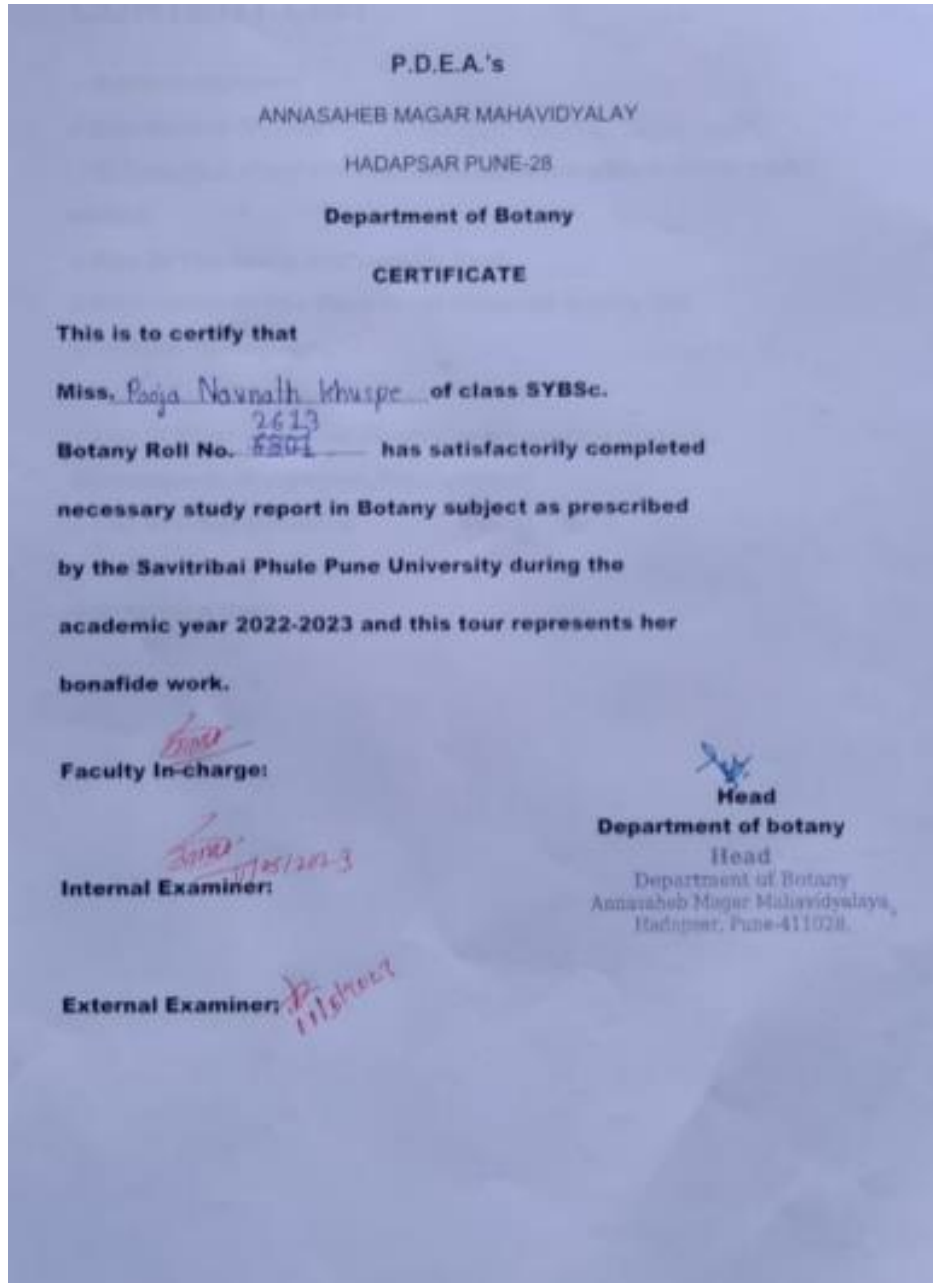 P.D.E.A.'s
ANNASAHEB MAGAR MAHAVIDYALAY
HADAPSAR PUNE-28
Department of Botany
CERTIFICATE
This is to certify that
Miss. Pooja Navnath Khuspe of class SYBSc.
2613
Botany Roll No. has satisfactorily completed
necessary study report in Botany subject as prescribed
by the Savitribai Phule Pune University during the
academic year 2022-2023 and this tour represents her
bonafide work.
Faculty In-charge:
Head
Department of botany
Head
Department of Botany
Annasaheb Magar Mahavidyalaya,
Hadapsar, Pune-411028.
Internal Examiner:
External Examiner: